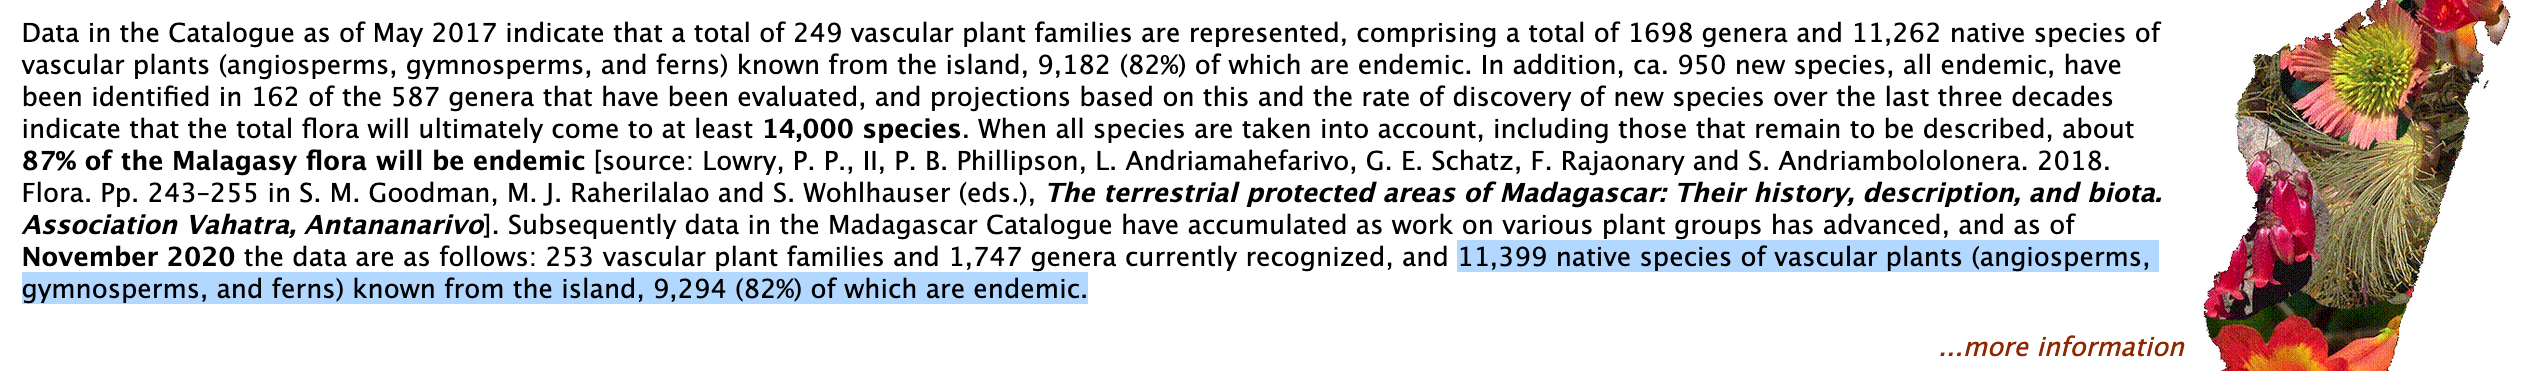 Data in the Catalogue as of May 2017 indicate that a total of 249 vascular plant families are represented, comprising a total of 1698 genera and 11,262 native species of
vascular plants (angiosperms, gymnosperms, and ferns) known from the island, 9,182 (82%) of which are endemic. In addition, ca. 950 new species, all endemic, have
been identified in 162 of the 587 genera that have been evaluated, and projections based on this and the rate of discovery of new species over the last three decades
indicate that the total flora will ultimately come to at least 14,000 species. When all species are taken into account, including those that remain to be described, about
87% of the Malagasy flora will be endemic [source: Lowry, P. P., II, P. B. Phillipson, L. Andriamahefarivo, G. E. Schatz, F. Rajaonary and S. Andriambololonera. 2018.
Flora. Pp. 243–255 in S. M. Goodman, M. J. Raherilalao and S. Wohlhauser (eds.), The terrestrial protected areas of Madagascar: Their history, description, and biota.
Association Vahatra, Antananarivo]. Subsequently data in the Madagascar Catalogue have accumulated as work on various plant groups has advanced, and as of
November 2020 the data are as follows: 253 vascular plant families and 1,747 genera currently recognized, and 11,399 native species of vascular plants (angiosperms,
gymnosperms, and ferns) known from the island, 9,294 (82%) of which are endemic.
...more information